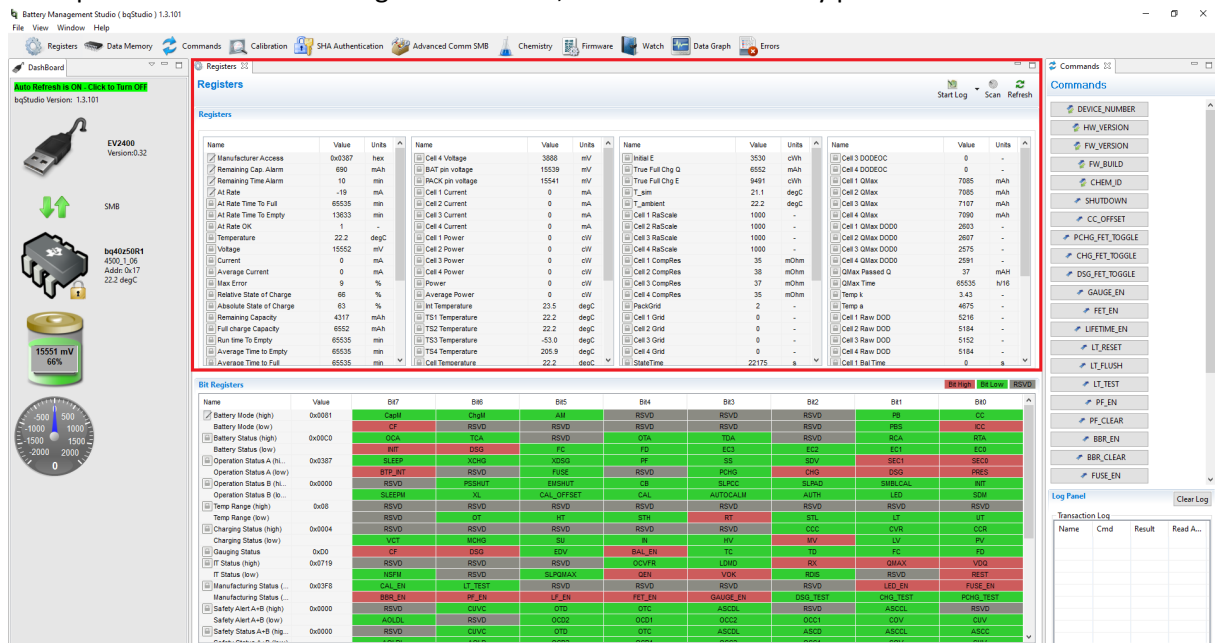 Battery Management Studio ( bqStudio ) 1.3.101
File View Window Help
Registers Data Memory Commands Calibration SHA Authentication Advanced Comm SMB Chemistry Firmware Watch Data Graph Errors
DashBoard
Auto Refresh is ON - Click to Turn OFF
bqStudio Version: 1.3.101
EV2400
Version:0.32
SMB
bq40z50R1
4500_1_06
Addr: 0x17
22.2 degC
15551 mV
66%
-500 500
-1000 1000
-1500 1500
-2000 2000
0
Registers
Registers
Start Log Scan Refresh
Registers
Name Value Units Name Value Units Name Value Units Name Value Units
Manufacturer Access 0x0387 hex Cell 4 Voltage 3888 mV Initial E 3530 cWh Cell 3 DODEOC 0 -
Remaining Cap. Alarm 690 mAh BAT pin voltage 15539 mV True Full Chg Q 6552 mAh Cell 4 DODEOC 0 -
Remaining Time Alarm 10 min PACK pin voltage 15541 mV True Full Chg E 9491 cWh Cell 1 QMax 7085 mAh
At Rate -19 mA Cell 1 Current 0 mA T_sim 21.1 degC Cell 2 QMax 7085 mAh
At Rate Time To Full 65535 min Cell 2 Current 0 mA T_ambient 22.2 degC Cell 3 QMax 7107 mAh
At Rate Time To Empty 13633 min Cell 3 Current 0 mA Cell 1 RaScale 1000 - Cell 4 QMax 7090 mAh
At Rate OK 1 - Cell 4 Current 0 mA Cell 2 RaScale 1000 - Cell 1 QMax DOD0 2603 -
Temperature 22.2 degC Cell 1 Power 0 cW Cell 3 RaScale 1000 - Cell 2 QMax DOD0 2607 -
Voltage 15552 mV Cell 2 Power 0 cW Cell 4 RaScale 1000 - Cell 3 QMax DOD0 2575 -
Current 0 mA Cell 3 Power 0 cW Cell 1 CompRes 35 mOhm Cell 4 QMax DOD0 2591 -
Average Current 0 mA Cell 4 Power 0 cW Cell 2 CompRes 38 mOhm QMax Passed Q 37 mAH
Max Error 9 % Power 0 cW Cell 3 CompRes 37 mOhm QMax Time 65535 h/16
Relative State of Charge 66 % Average Power 0 cW Cell 4 CompRes 35 mOhm Temp k 3.43 -
Absolute State of Charge 63 % Int Temperature 23.5 degC PackGrid 2 - Temp a 4675 -
Remaining Capacity 4317 mAh TS1 Temperature 22.2 degC Cell 1 Grid 0 - Cell 1 Raw DOD 5216 -
Full charge Capacity 6552 mAh TS2 Temperature 22.2 degC Cell 2 Grid 0 - Cell 2 Raw DOD 5184 -
Run time To Empty 65535 min TS3 Temperature -53.0 degC Cell 3 Grid 0 - Cell 3 Raw DOD 5152 -
Average Time to Empty 65535 min TS4 Temperature 205.9 degC Cell 4 Grid 0 - Cell 4 Raw DOD 5184 -
Average Time to Full 65535 min Cell Temperature 22.2 degC StateTime 22175 s Cell 1 Bal Time 0 s
Bit Registers Bit High Bit Low RSVD
Name Value Bit7 Bit6 Bit5 Bit4 Bit3 Bit2 Bit1 Bit0
Battery Mode (high) 0x0081 CapM ChgM AM RSVD RSVD RSVD PB CC
Battery Mode (low) CF RSVD RSVD RSVD RSVD RSVD PBS ICC
Battery Status (high) 0x00C0 OCA TCA RSVD OTA TDA RSVD RCA RTA
Battery Status (low) INIT DSG FC FD EC3 EC2 EC1 EC0
Operation Status A (hi... 0x0387 SLEEP XCHG XDSG PF SS SDV SEC1 SEC0
Operation Status A (low) BTP_INT RSVD FUSE RSVD PCHG CHG DSG PRES
Operation Status B (hi... 0x0000 RSVD PSSHUT EMSHUT CB SLPCC SLPAD SMBLCAL INIT
Operation Status B (lo... SLEEPM XL CAL_OFFSET CAL AUTOCALM AUTH LED SDM
Temp Range (high) 0x08 RSVD RSVD RSVD RSVD RSVD RSVD RSVD RSVD
Temp Range (low) RSVD OT HT STH RT STL LT UT
Charging Status (high) 0x0004 RSVD RSVD RSVD RSVD RSVD CCC CVR CCR
Charging Status (low) VCT MCHG SU IN HV MV LV PV
Gauging Status 0xD0 CF DSG EDV BAL_EN TC TD FC FD
IT Status (high) 0x0719 RSVD RSVD RSVD OCVFR LDMD RX QMAX VDQ
IT Status (low) NSFM RSVD SLPQMAX QEN VOK RDIS RSVD REST
Manufacturing Status (... 0x03F8 CAL_EN LT_TEST RSVD RSVD RSVD RSVD LED_EN FUSE_EN
Manufacturing Status (... BBR_EN PF_EN LF_EN FET_EN GAUGE_EN DSG_TEST CHG_TEST PCHG_TEST
Safety Alert A+B (high) 0x0000 RSVD CUVC OTD OTC ASCDL RSVD ASCCL RSVD
Safety Alert A+B (low) AOLDL RSVD OCD2 OCD1 OCC2 OCC1 COV CUV
Safety Status A+B (hig... 0x0000 RSVD CUVC OTD OTC ASCDL ASCD ASCCL ASCC
Commands
Commands
DEVICE_NUMBER
HW_VERSION
FW_VERSION
FW_BUILD
CHEM_ID
SHUTDOWN
CC_OFFSET
PCHG_FET_TOGGLE
CHG_FET_TOGGLE
DSG_FET_TOGGLE
GAUGE_EN
FET_EN
LIFETIME_EN
LT_RESET
LT_FLUSH
LT_TEST
PF_EN
PF_CLEAR
BBR_EN
BBR_CLEAR
FUSE_EN
Log Panel Clear Log
Transaction Log
Name Cmd Result Read A...